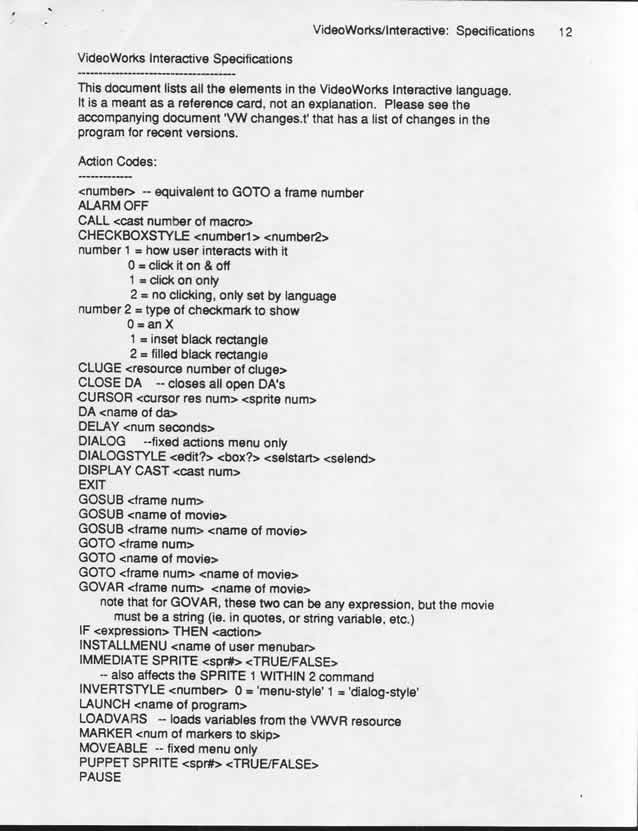 VideoWorks/Interactive: Specifications 12
VideoWorks Interactive Specifications
--------------------------------------
This document lists all the elements in the VideoWorks Interactive language.
It is a meant as a reference card, not an explanation. Please see the
accompanying document 'VW changes.t' that has a list of changes in the
program for recent versions.
Action Codes:
-------------
<number> -- equivalent to GOTO a frame number
ALARM OFF
CALL <cast number of macro>
CHECKBOXSTYLE <number1> <number2>
number 1 = how user interacts with it
0 = click it on & off
1 = click on only
2 = no clicking, only set by language
number 2 = type of checkmark to show
0 = an X
1 = inset black rectangle
2 = filled black rectangle
CLUGE <resource number of cluge>
CLOSE DA -- closes all open DA's
CURSOR <cursor res num> <sprite num>
DA <name of da>
DELAY <num seconds>
DIALOG --fixed actions menu only
DIALOGSTYLE <edit?> <box?> <selstart> <selend>
DISPLAY CAST <cast num>
EXIT
GOSUB <frame num>
GOSUB <name of movie>
GOSUB <frame num> <name of movie>
GOTO <frame num>
GOTO <name of movie>
GOTO <frame num> <name of movie>
GOVAR <frame num> <name of movie>
note that for GOVAR, these two can be any expression, but the movie
must be a string (ie. in quotes, or string variable, etc.)
IF <expression> THEN <action>
INSTALLMENU <name of user menubar>
IMMEDIATE SPRITE <spr#> <TRUE/FALSE>
-- also affects the SPRITE 1 WITHIN 2 command
INVERTSTYLE <number> 0 = 'menu-style' 1 = 'dialog-style'
LAUNCH <name of program>
LOADVARS -- loads variables from the VWVR resource
MARKER <num of markers to skip>
MOVEABLE -- fixed menu only
PUPPET SPRITE <spr#> <TRUE/FALSE>
PAUSE